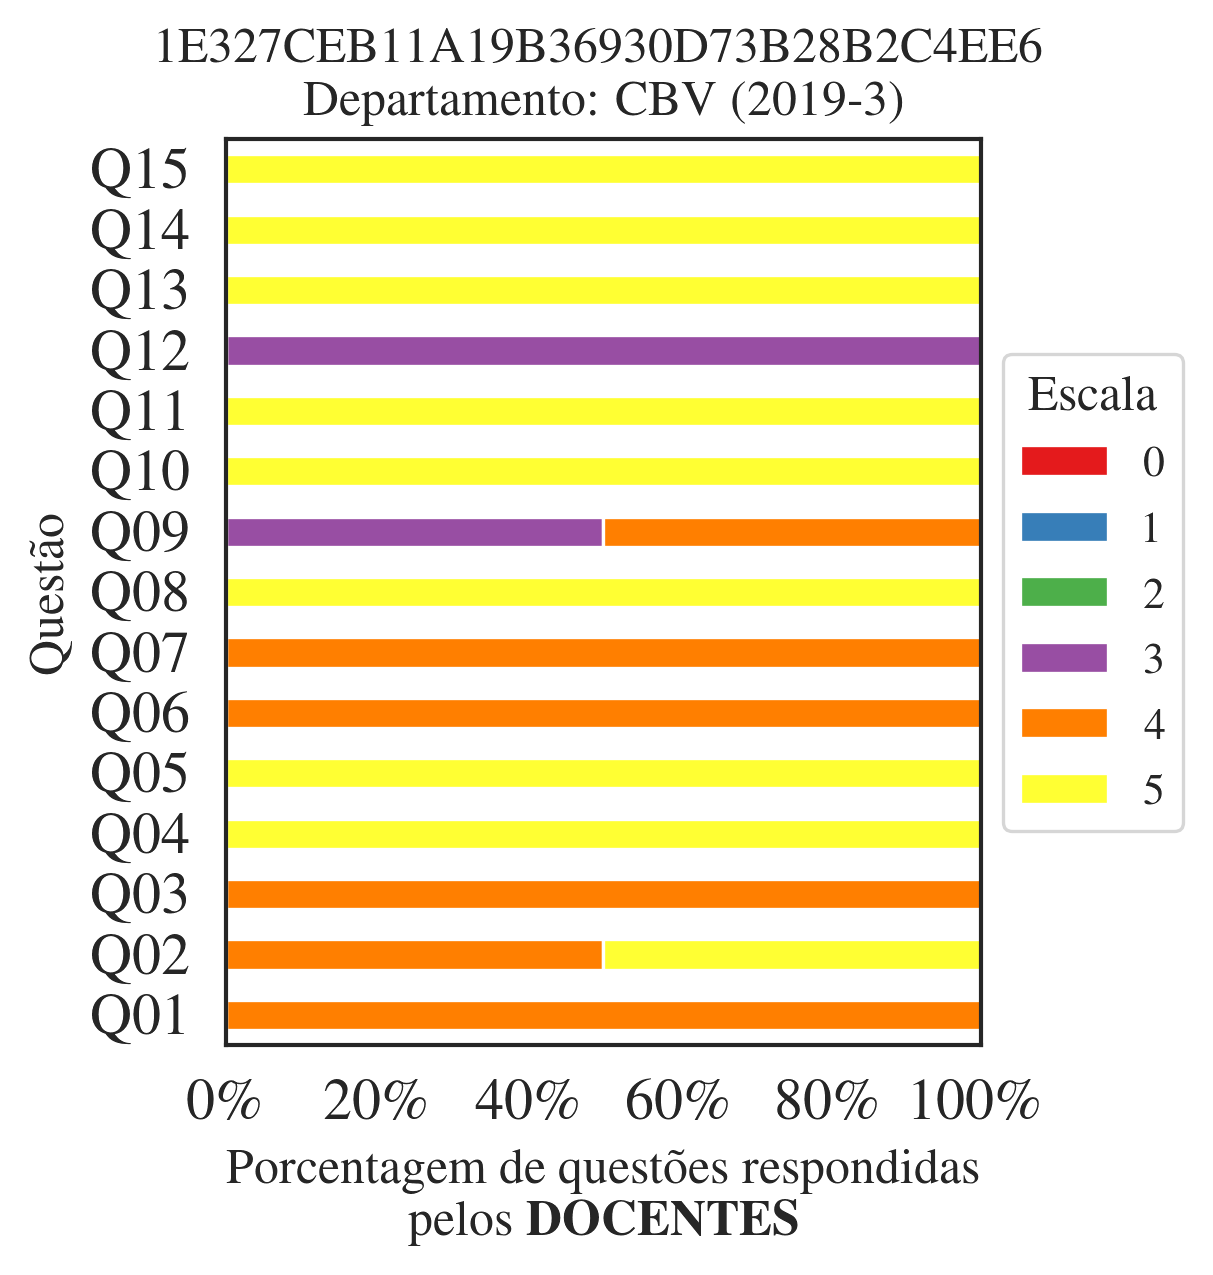 1E327CEB11A19B36930D73B28B2C4EE6
Departamento: CBV (2019-3)
Questão
Q15
Q14
Q13
Q12
Q11
Q10
Q09
Q08
Q07
Q06
Q05
Q04
Q03
Q02
Q01
0% 20% 40% 60% 80% 100%
Porcentagem de questões respondidas
pelos DOCENTES
Escala
0
1
2
3
4
5